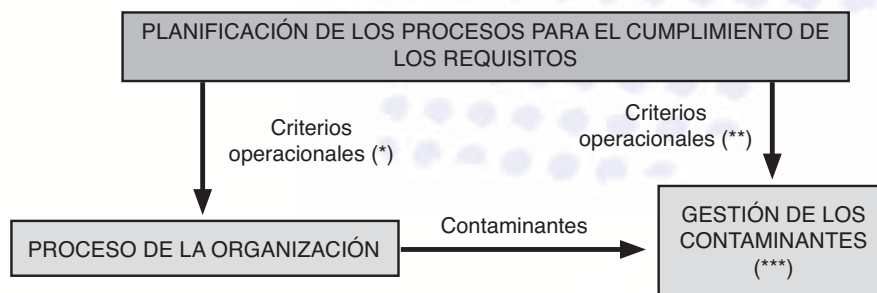 PLANIFICACIÓN DE LOS PROCESOS PARA EL CUMPLIMIENTO DE
LOS REQUISITOS
Criterios
operacionales (*)
Criterios
operacionales (**)
PROCESO DE LA ORGANIZACIÓN
Contaminantes
GESTIÓN DE LOS
CONTAMINANTES
(***)